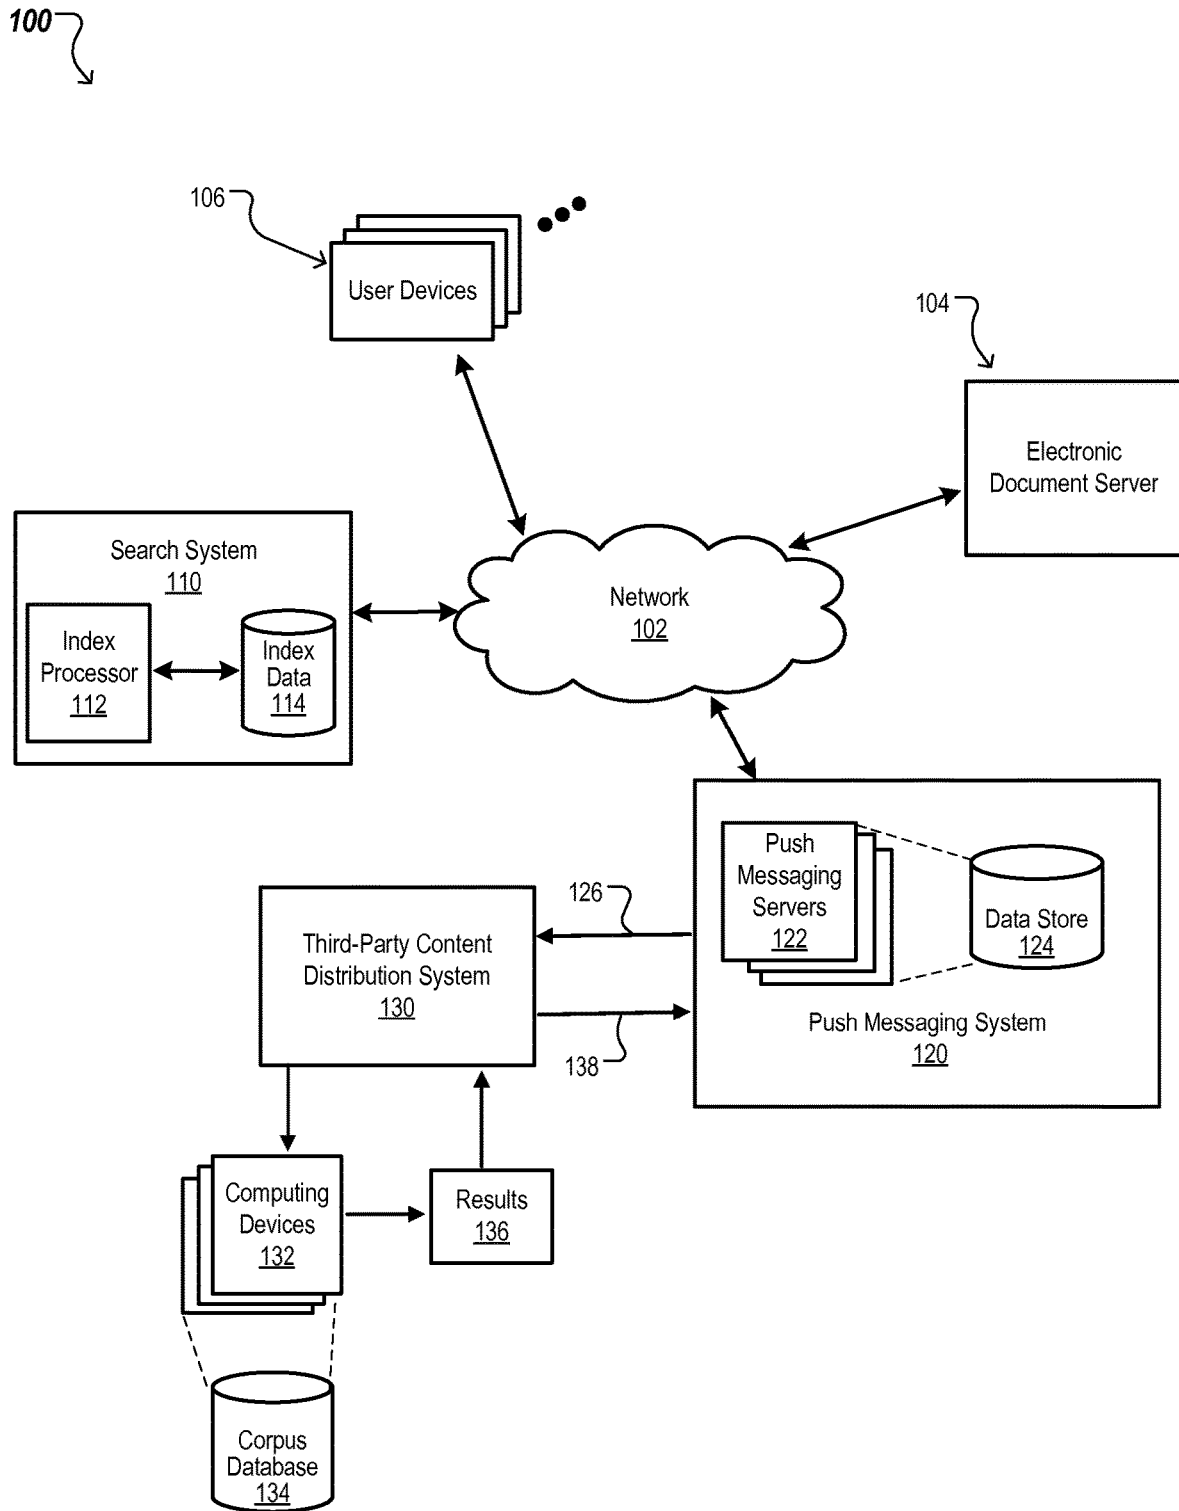 100
106
User Devices
104
Electronic
Document Server
Search System
110
Index
Processor
112
Index
Data
114
Network
102
Push
Messaging
Servers
122
Data Store
124
Push Messaging System
120
126
Third-Party Content
Distribution System
130
138
Computing
Devices
132
Results
136
Corpus
Database
134